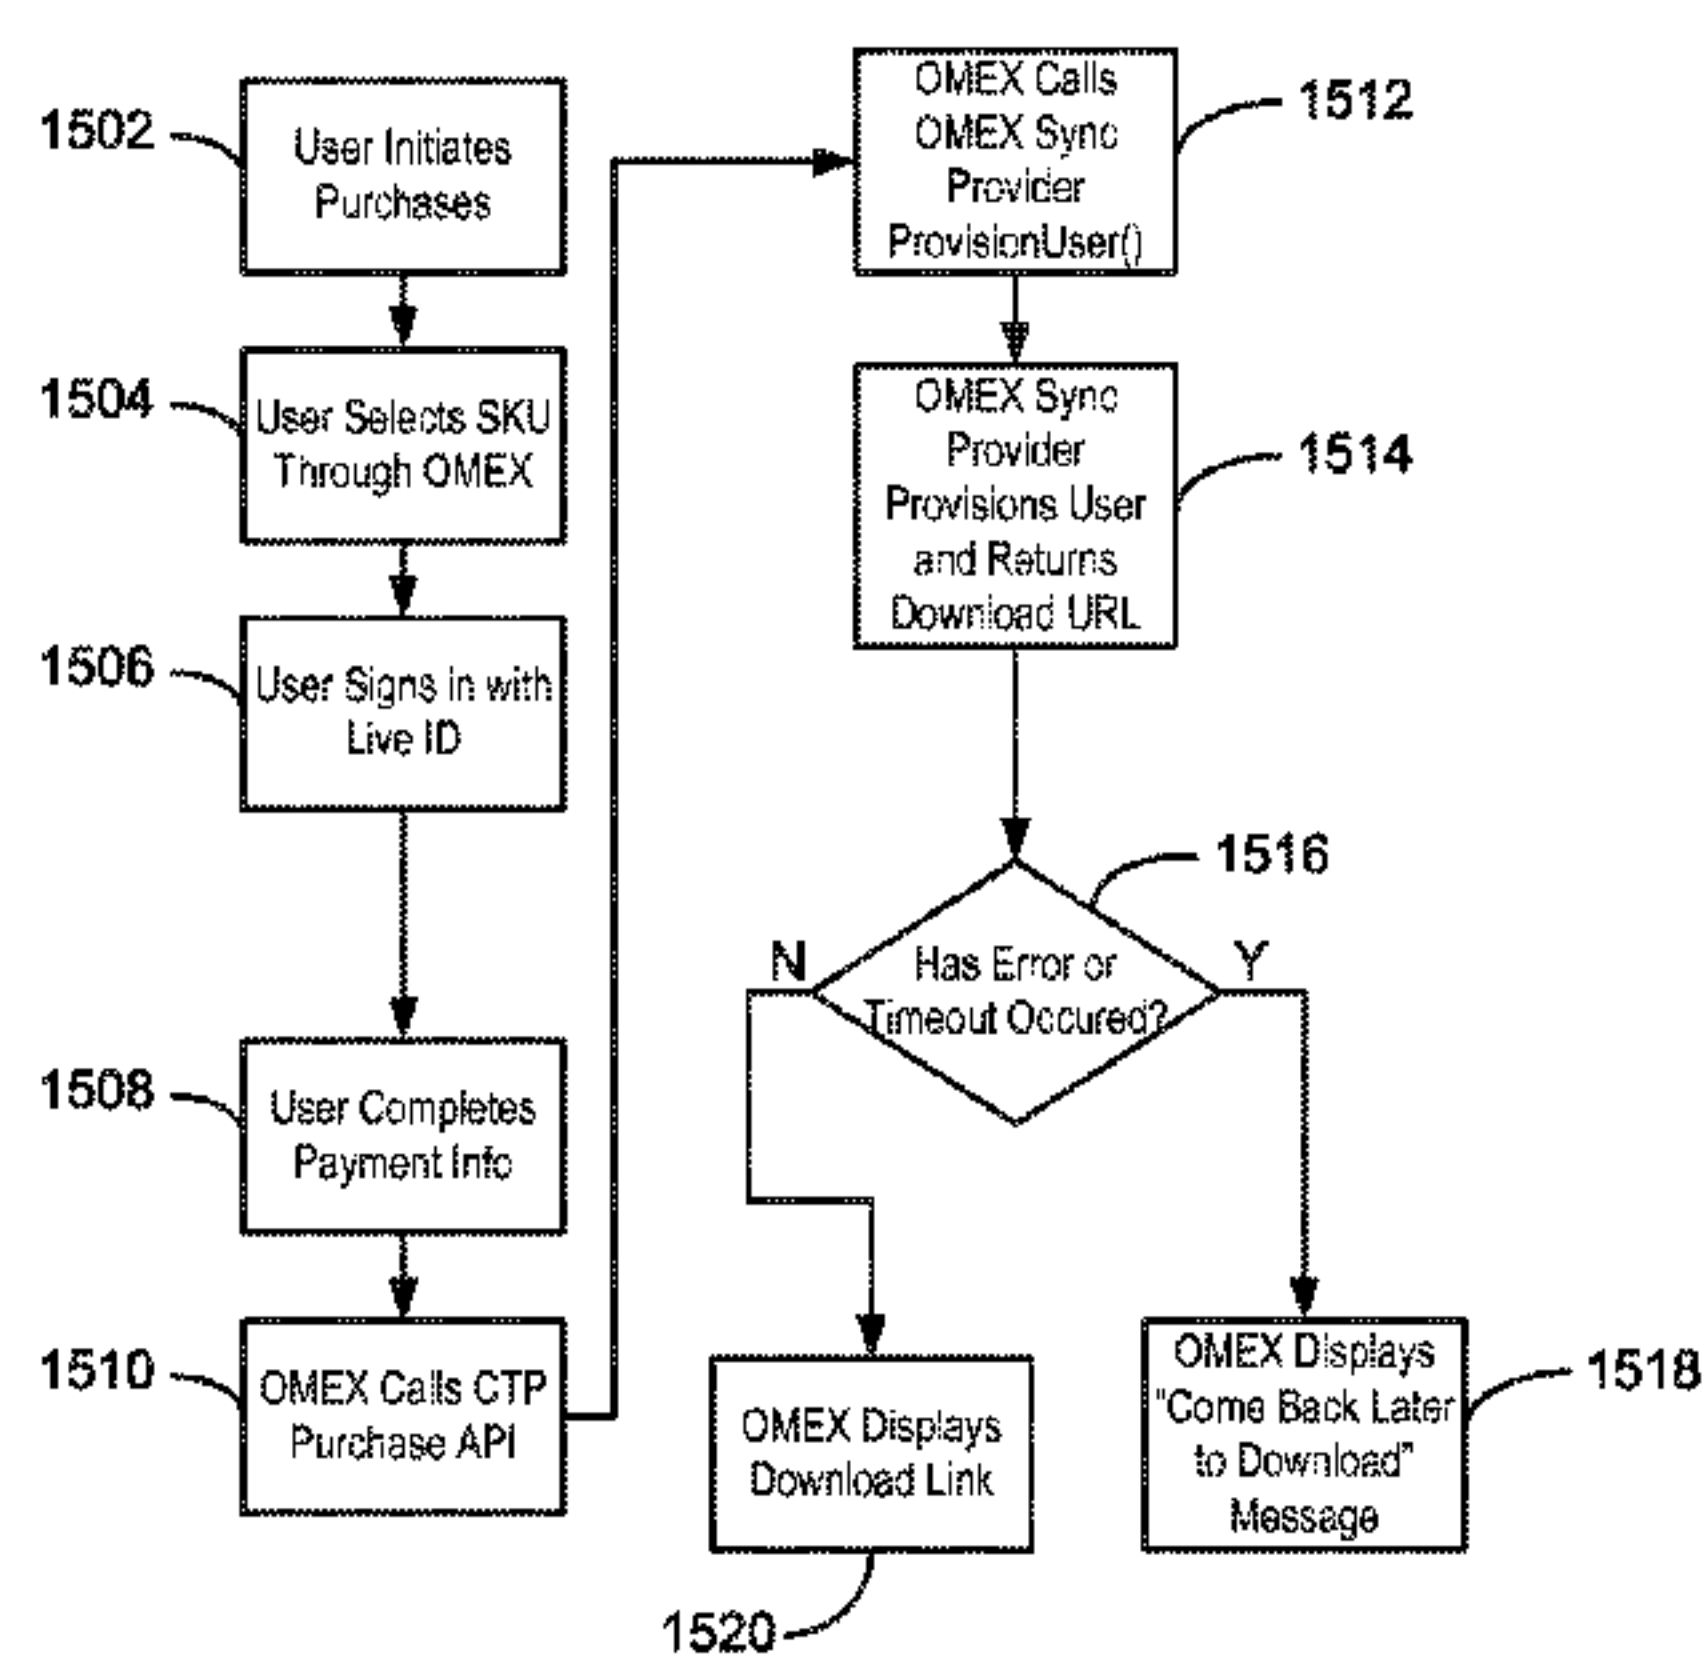 1502
User Initiates
Purchases
1504
User Selects SKU
Through OMEX
1506
User Signs in with
Live ID
1508
User Completes
Payment Info
1510
OMEX Calls CTP
Purchase API
OMEX Calls
OMEX Sync
Provider
ProvisionUser()
1512
OMEX Sync
Provider
Provisions User
and Returns
Download URL
1514
1516
Has Error or
Timeout Occured?
N
Y
OMEX Displays
Download Link
1520
OMEX Displays
"Come Back Later
to Download"
Message
1518